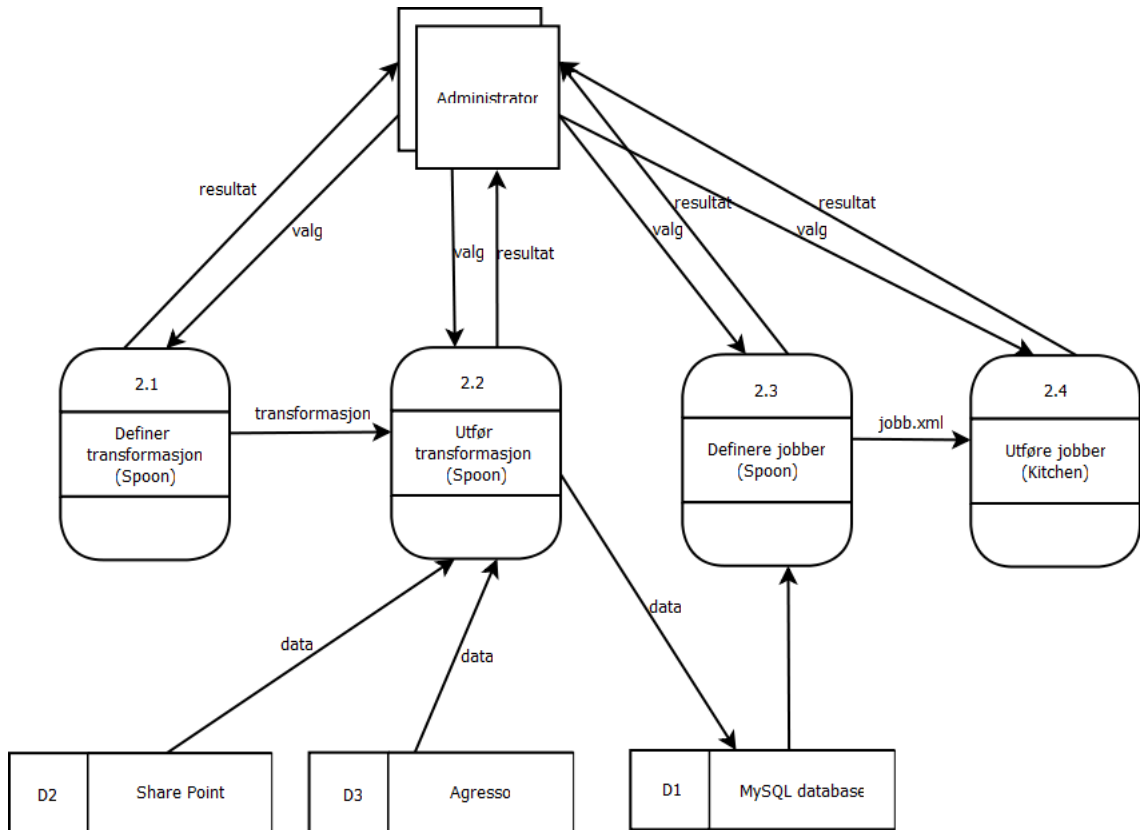 Administrator
resultat
valg
valg
resultat
resultat
valg
resultat
valg
2.1
2.2
2.3
2.4
Definer
transformasjon
(Spoon)
transformasjon
Utfør
transformasjon
(Spoon)
Definere jobber
(Spoon)
jobb.xml
Utføre jobber
(Kitchen)
data
data
data
D2
Share Point
D3
Agresso
D1
MySQL database